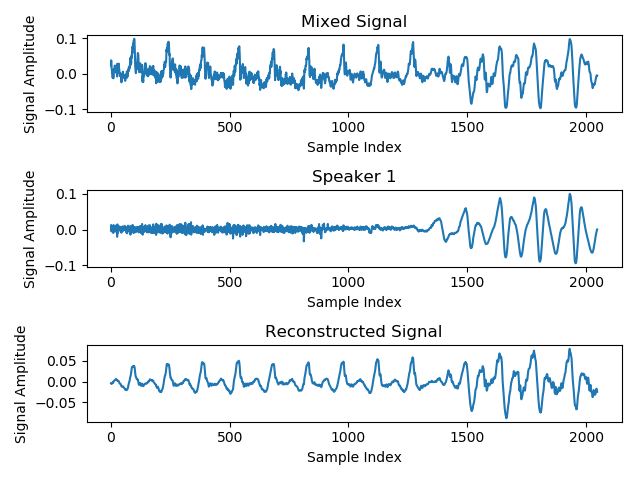 Mixed Signal
Signal Amplitude
0.1
0.0
−0.1
0
500
1000
1500
2000
Sample Index
Speaker 1
Signal Amplitude
0.1
0.0
−0.1
0
500
1000
1500
2000
Sample Index
Reconstructed Signal
Signal Amplitude
0.05
0.00
−0.05
0
500
1000
1500
2000
Sample Index